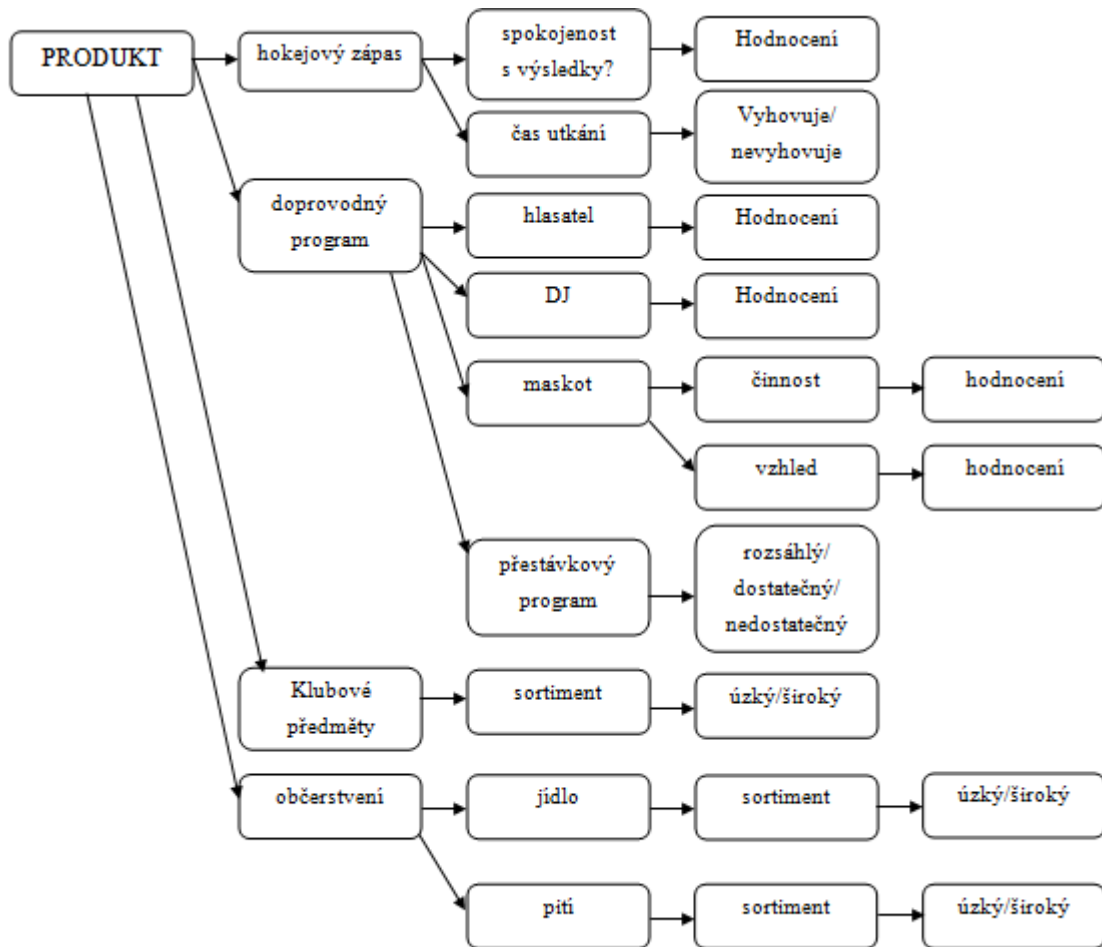 PRODUKT
hokejový zápas
spokojenost
s výsledky?
Hodnocení
čas utkání
Vyhovuje/
nevyhovuje
doprovodný
program
hlasatel
Hodnocení
DJ
Hodnocení
maskot
činnost
hodnocení
vzhled
hodnocení
přestávkový
program
rozsáhlý/
dostatečný/
nedostatečný
Klubové
předměty
sortiment
úzký/široký
občerstvení
jídlo
sortiment
úzký/široký
pití
sortiment
úzký/široký